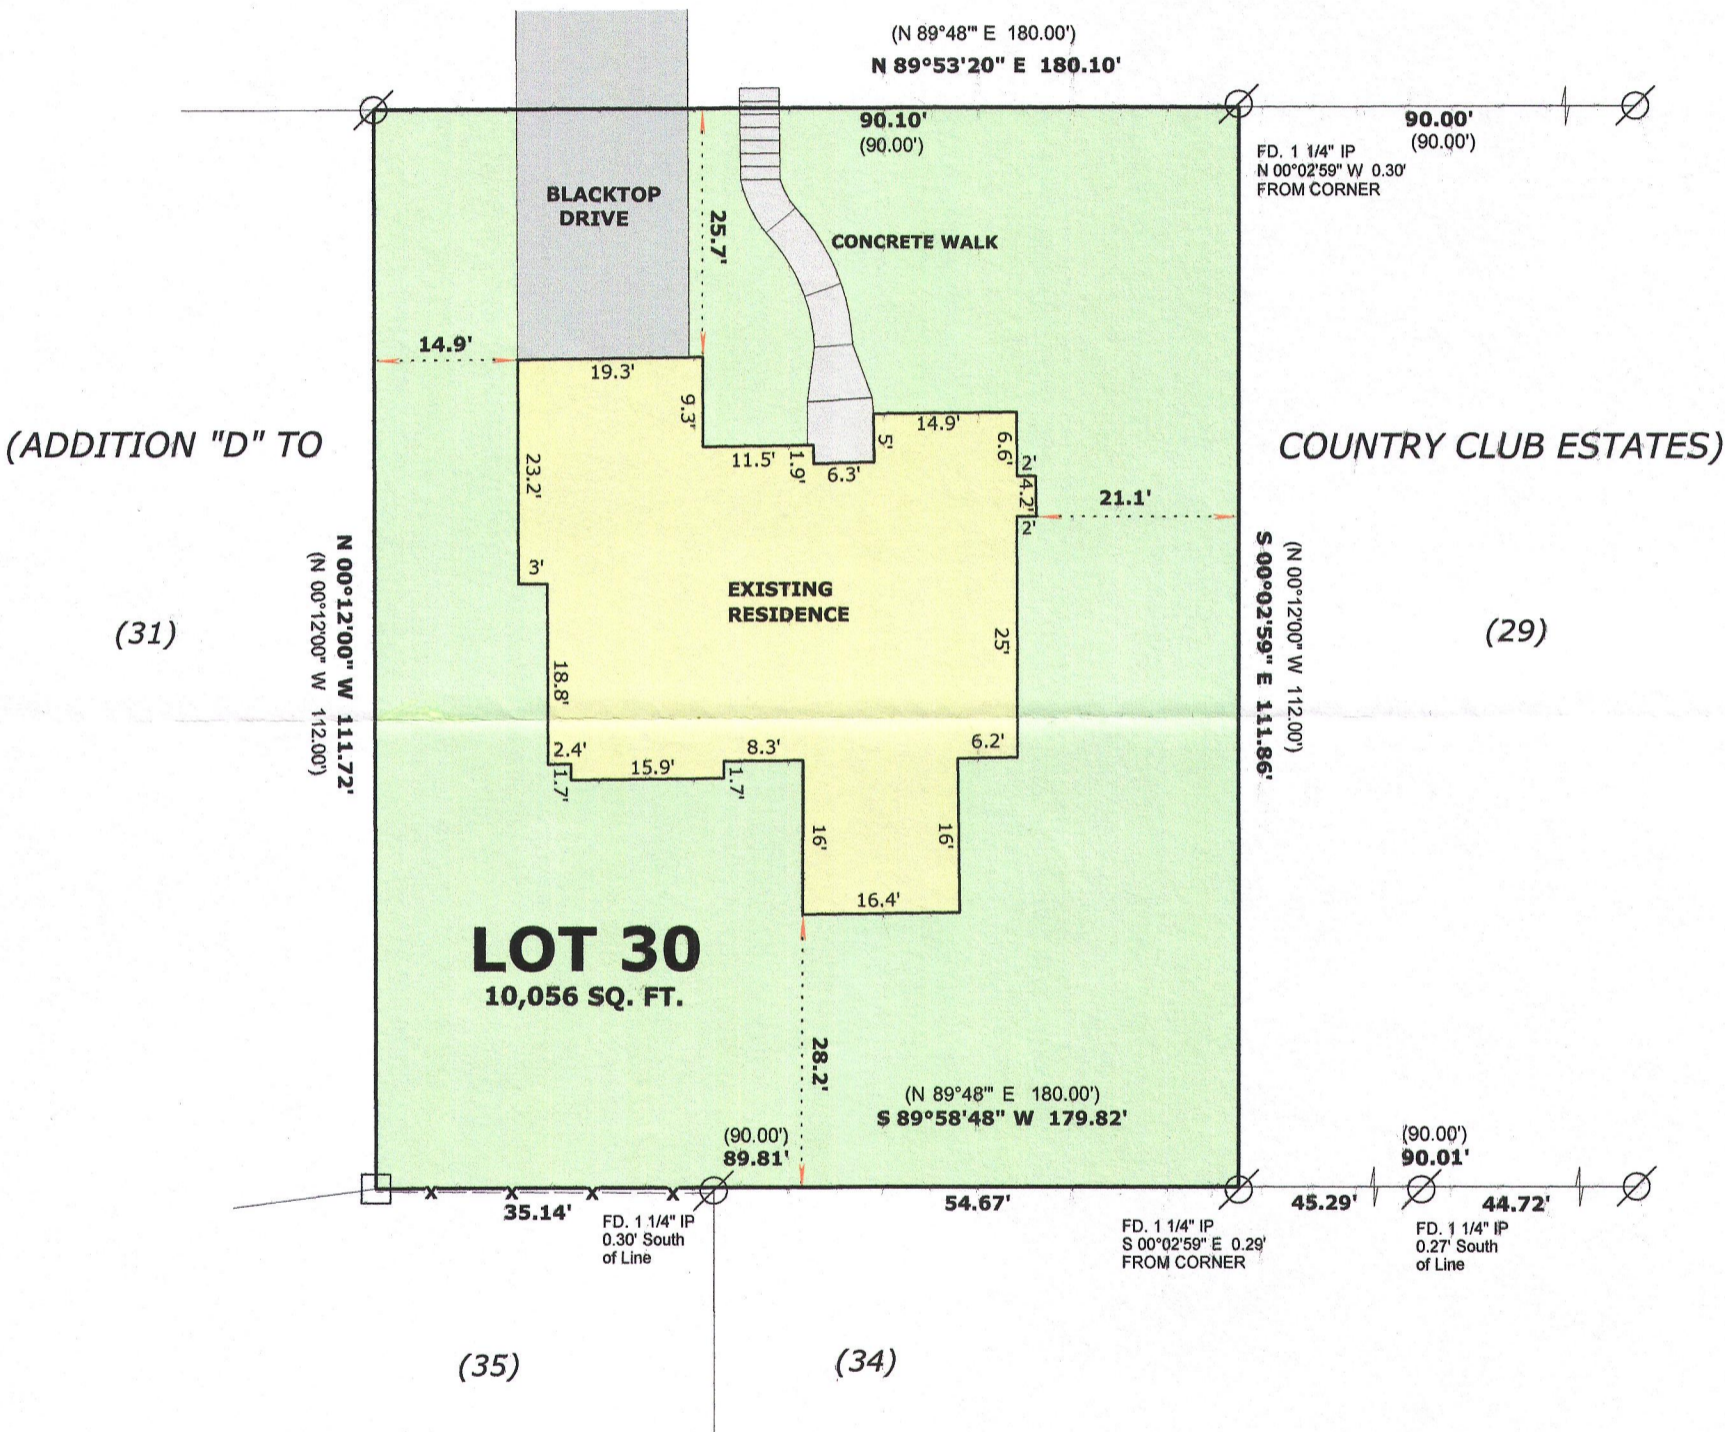 (N 89°48'" E 180.00')
N 89°53'20" E 180.10'
90.10'
(90.00')
90.00'
(90.00')
FD. 1 1/4" IP
N 00°02'59" W 0.30'
FROM CORNER
BLACKTOP
DRIVE
25.7'
CONCRETE WALK
14.9'
19.3'
9.3'
11.5'
1.9'
6.3'
5'
14.9'
6.6'
2'
4.2'
2'
21.1'
(ADDITION "D" TO
COUNTRY CLUB ESTATES)
23.2'
3'
EXISTING
RESIDENCE
N 00°12'00" W 111.72'
(N 00°12'00" W 112.00')
S 00°02'59" E 111.86'
(N 00°12'00" W 112.00')
(31)
(29)
25'
18.8'
2.4'
1.7'
15.9'
1.7'
8.3'
6.2'
16'
16'
16.4'
LOT 30
10,056 SQ. FT.
28.2'
(N 89°48'" E 180.00')
S 89°58'48" W 179.82'
(90.00')
89.81'
(90.00')
90.01'
X X X X
35.14'
54.67'
45.29'
44.72'
FD. 1 1/4" IP
0.30' South
of Line
FD. 1 1/4" IP
S 00°02'59" E 0.29'
FROM CORNER
FD. 1 1/4" IP
0.27' South
of Line
(35)
(34)